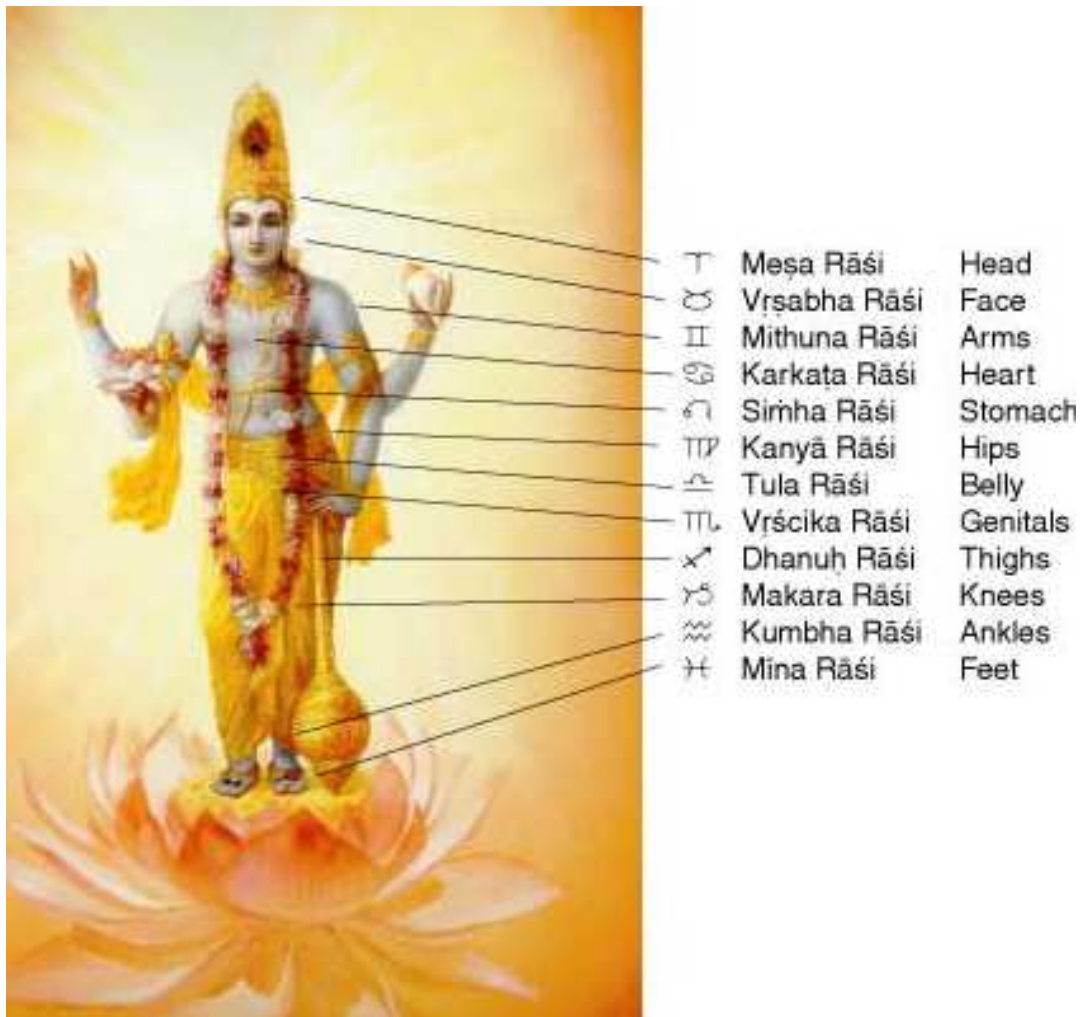 ♈ Meṣa Rāśi Head
♉ Vṛṣabha Rāśi Face
♊ Mithuna Rāśi Arms
♋ Karkaṭa Rāśi Heart
♌ Siṁha Rāśi Stomach
♍ Kanyā Rāśi Hips
♎ Tula Rāśi Belly
♏ Vṛścika Rāśi Genitals
♐ Dhanuḥ Rāśi Thighs
♑ Makara Rāśi Knees
♒ Kumbha Rāśi Ankles
♓ Mīna Rāśi Feet